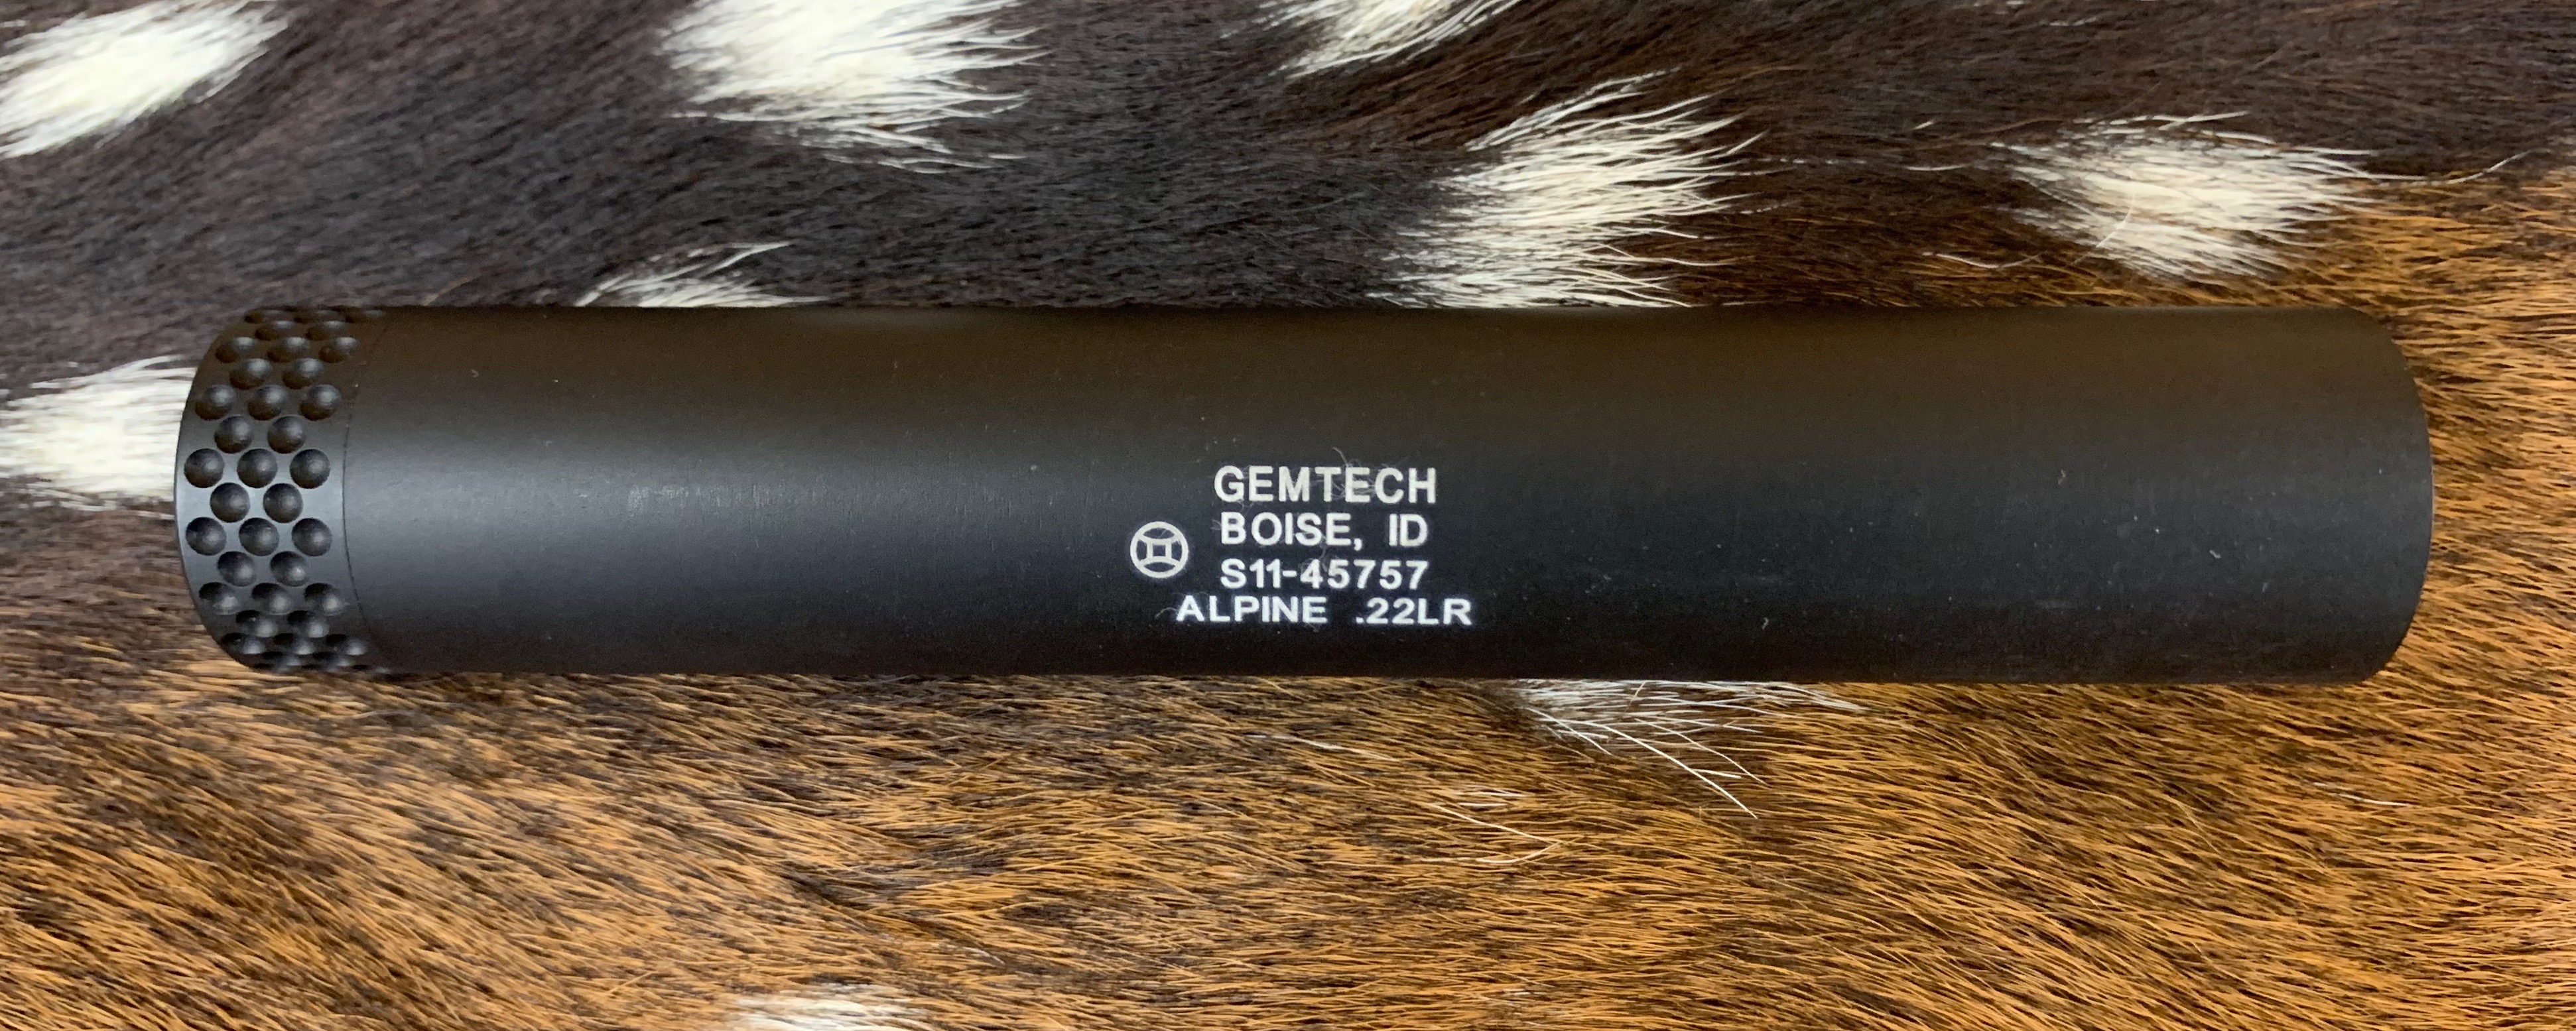 GEMTECH
BOISE, ID
S11-45757
ALPINE .22LR